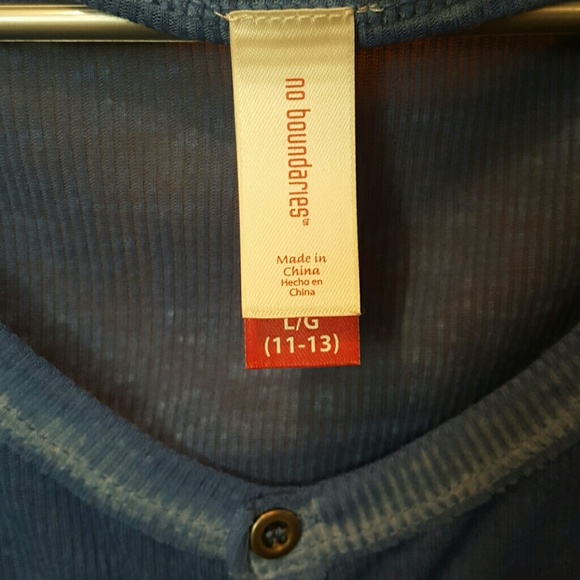 no boundaries
Made in
China
Hecho en
China
L/G
(11-13)